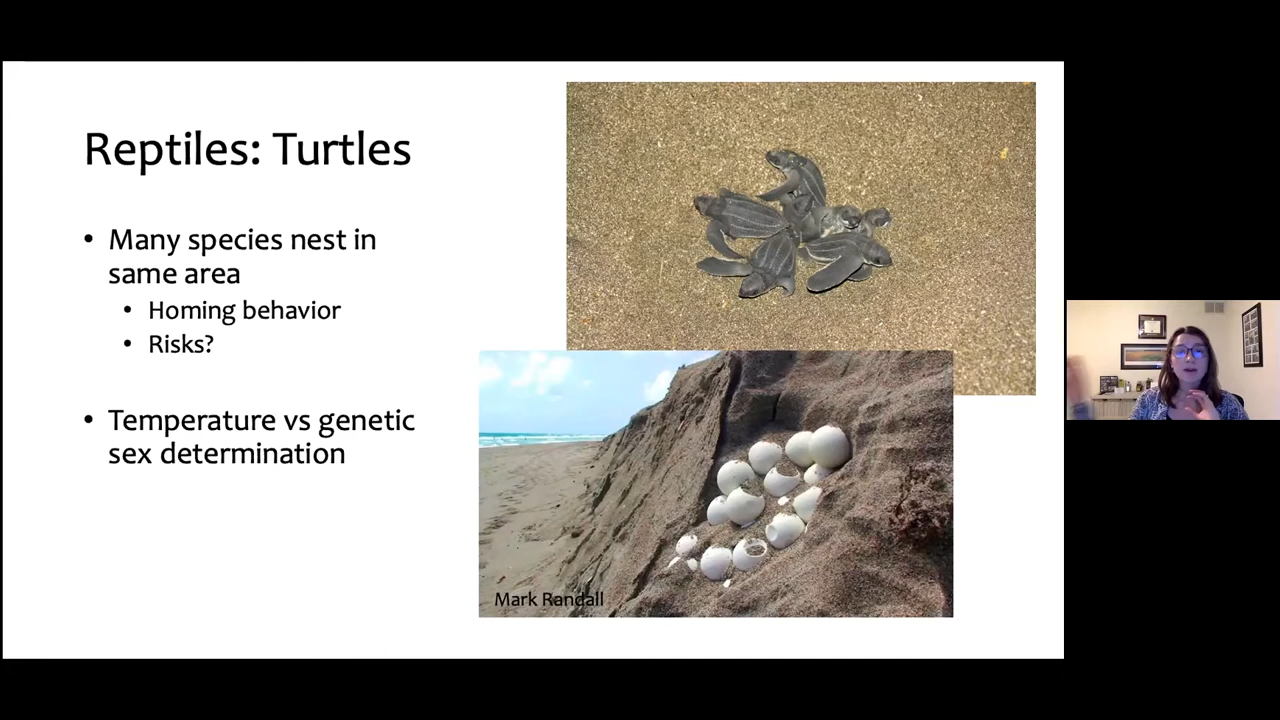 Reptiles: Turtles
• Many species nest in
same area
• Homing behavior
• Risks?
• Temperature vs genetic
sex determination
Mark Randall